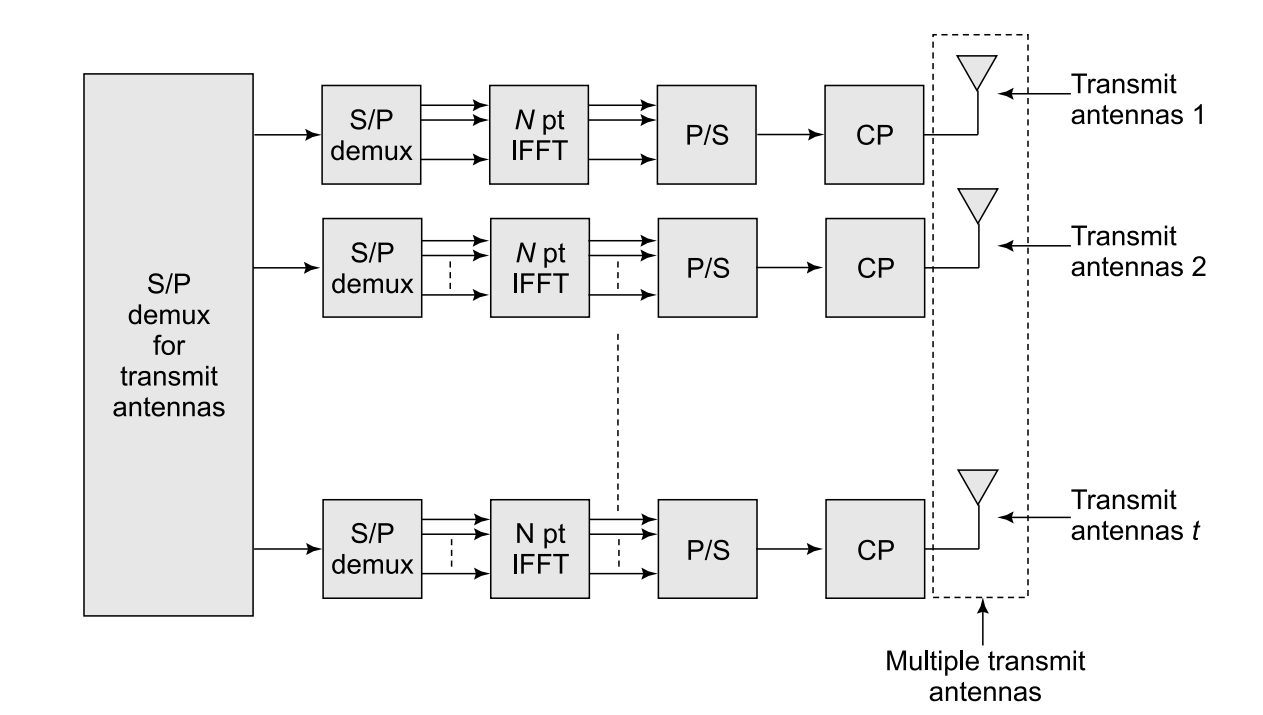 S/P
demux
for
transmit
antennas
S/P
demux
N pt
IFFT
P/S
CP
Transmit
antennas 1
S/P
demux
N pt
IFFT
P/S
CP
Transmit
antennas 2
S/P
demux
N pt
IFFT
P/S
CP
Transmit
antennas t
Multiple transmit
antennas